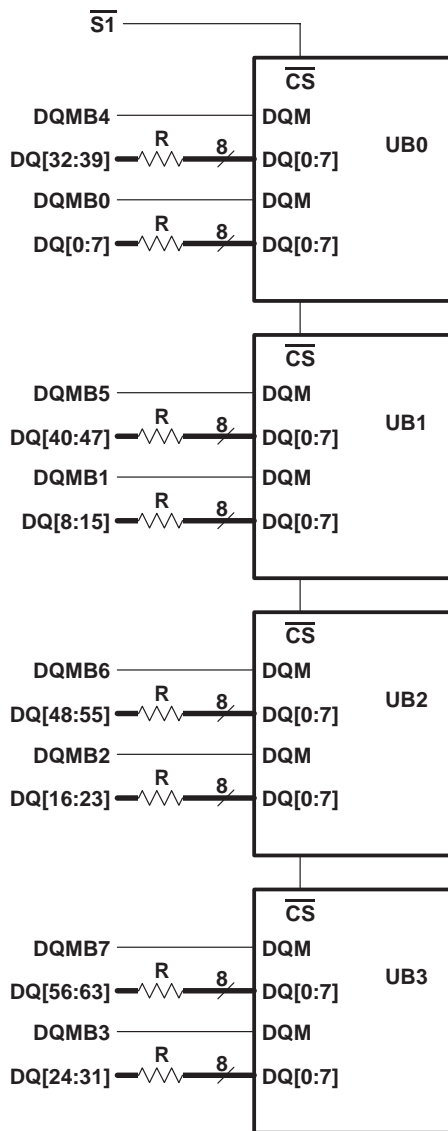 S1
CS
DQMB4 DQM
UB0
R 8
DQ[32:39] DQ[0:7]
DQMB0 DQM
R 8
DQ[0:7] DQ[0:7]
CS
DQMB5 DQM
UB1
R 8
DQ[40:47] DQ[0:7]
DQMB1 DQM
R 8
DQ[8:15] DQ[0:7]
CS
DQMB6 DQM
UB2
R 8
DQ[48:55] DQ[0:7]
DQMB2 DQM
R 8
DQ[16:23] DQ[0:7]
CS
DQMB7 DQM
UB3
R 8
DQ[56:63] DQ[0:7]
DQMB3 DQM
R 8
DQ[24:31] DQ[0:7]